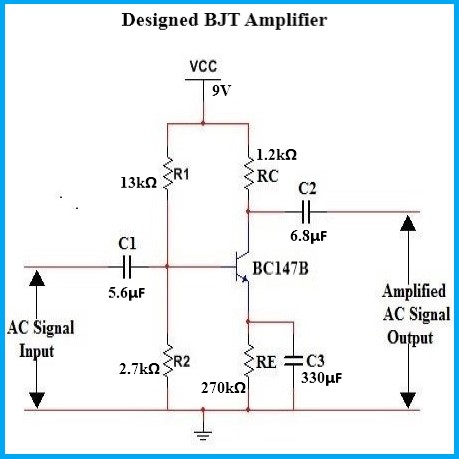 Designed BJT Amplifier
VCC
9V
1.2kΩ
R1
RC
13kΩ
C2
C1
6.8µF
BC147B
5.6µF
Amplified
AC Signal
Output
AC Signal
Input
R2
RE
C3
2.7kΩ
330µF
270kΩ